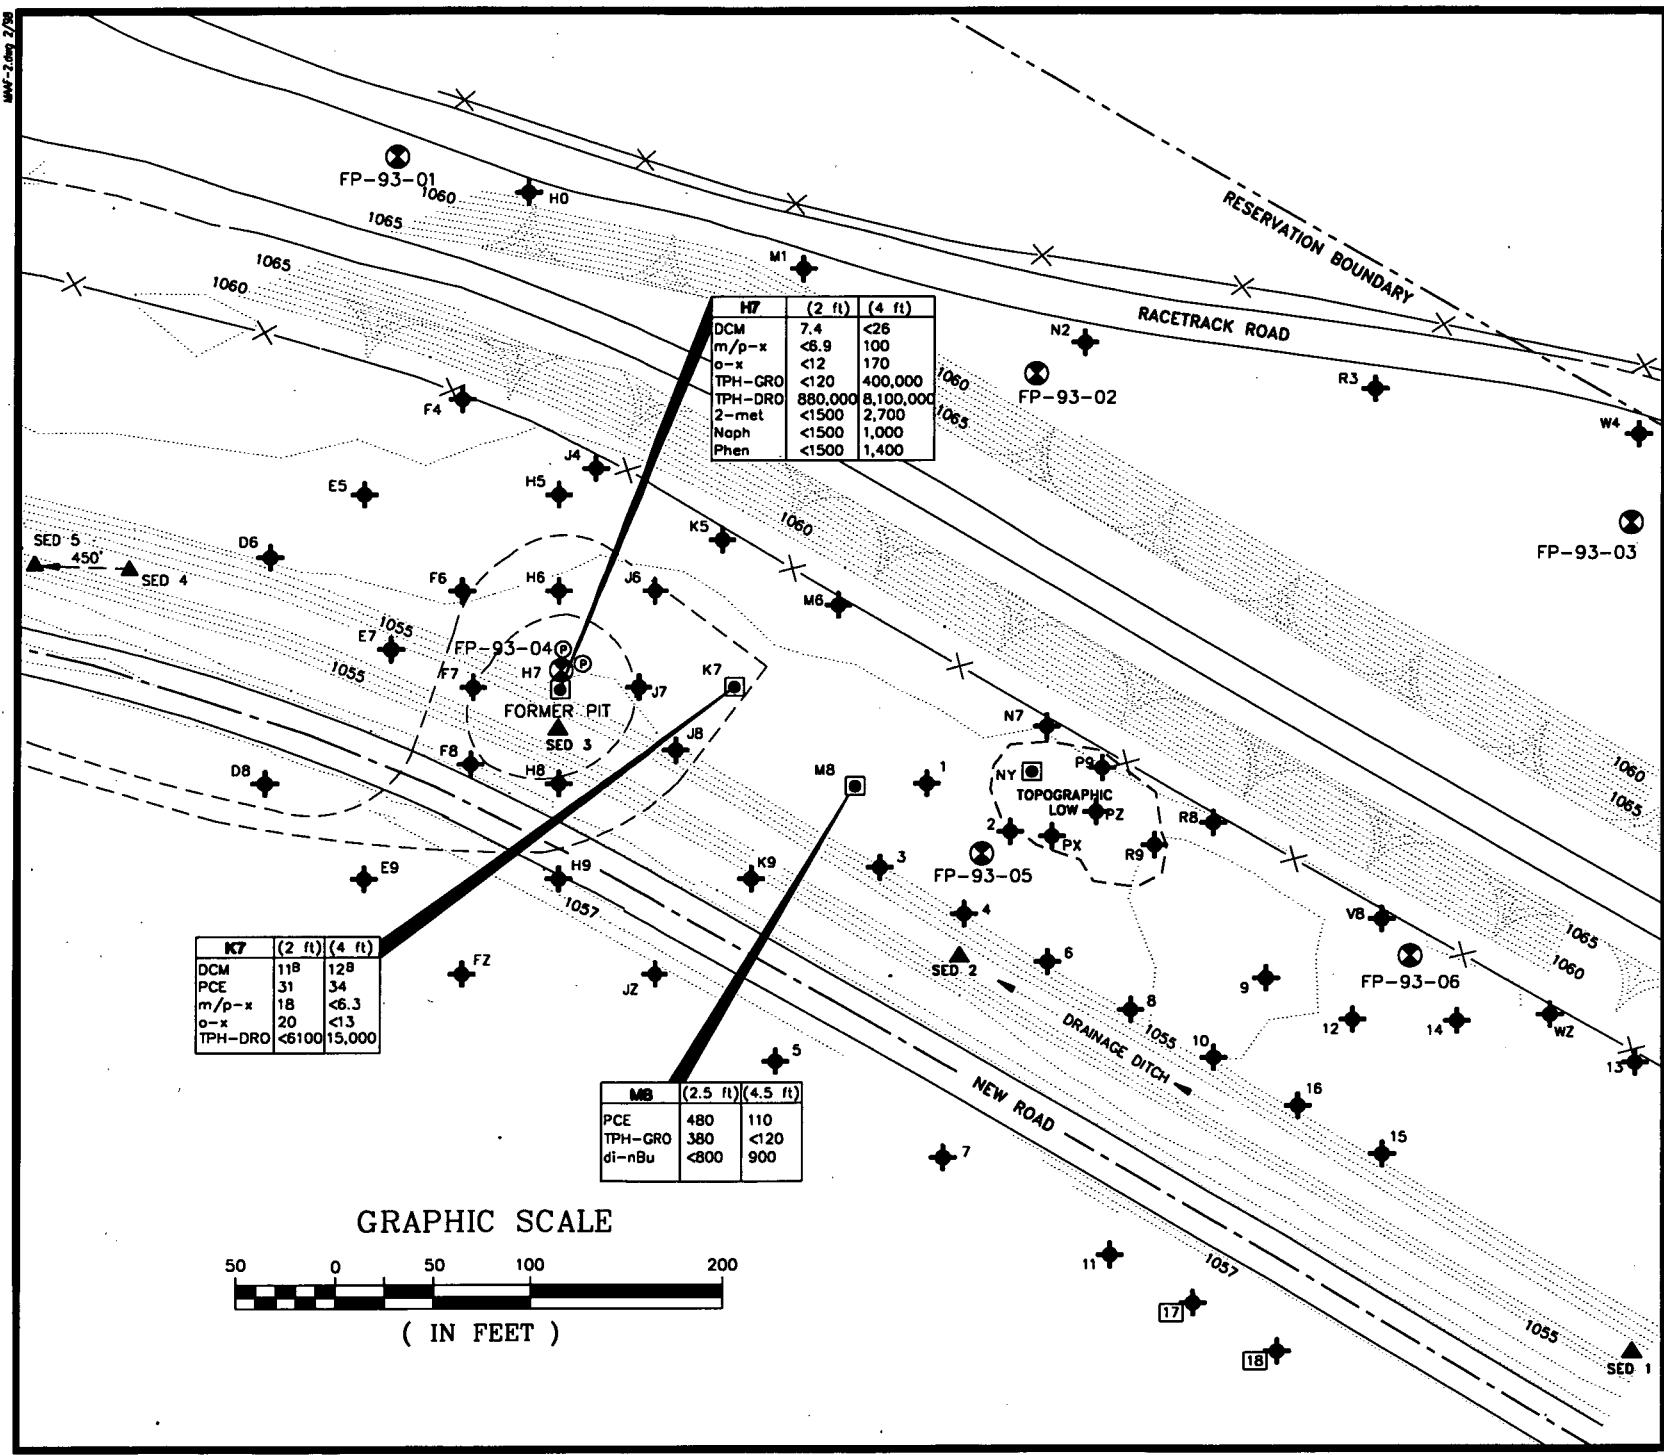 MAAF-2.dwg 2/98
FP-93-01
1060
H0
1065
RESERVATION BOUNDARY
M1
1065
1060
H7 (2 ft) (4 ft)
DCM 7.4 <26
m/p-x <6.9 100
o-x <12 170
TPH-GRO <120 400,000
TPH-DRO 880,000 8,100,000
2-met <1500 2,700
Naph <1500 1,000
Phen <1500 1,400
RACETRACK ROAD
N2
FP-93-02
1060
1065
R3
W4
F4
J4
E5
H5
K5
1060
FP-93-03
SED 5
450'
SED 4
D6
F6
H6
J6
M6
1055
E7
FP-93-04
P
P
1055
F7
H7
J7
K7
FORMER PIT
SED 3
N7
F8
J8
D8
H8
M8
1
NY
P9
TOPOGRAPHIC
LOW
PZ
R8
1060
1065
2
PX
R9
FP-93-05
E9
H9
K9
3
1057
4
V8
1065
1060
FP-93-06
K7 (2 ft) (4 ft)
DCM 11B 12B
PCE 31 34
m/p-x 18 <6.3
o-x 20 <13
TPH-DRO <6100 15,000
FZ
JZ
SED 2
6
9
8
1055
DRAINAGE DITCH
12
14
WZ
10
13
5
M8 (2.5 ft) (4.5 ft)
PCE 480 110
TPH-GRO 380 <120
di-nBu <800 900
NEW ROAD
16
15
7
GRAPHIC SCALE
50 0 50 100 200
( IN FEET )
11
1057
17
18
1055
SED 1